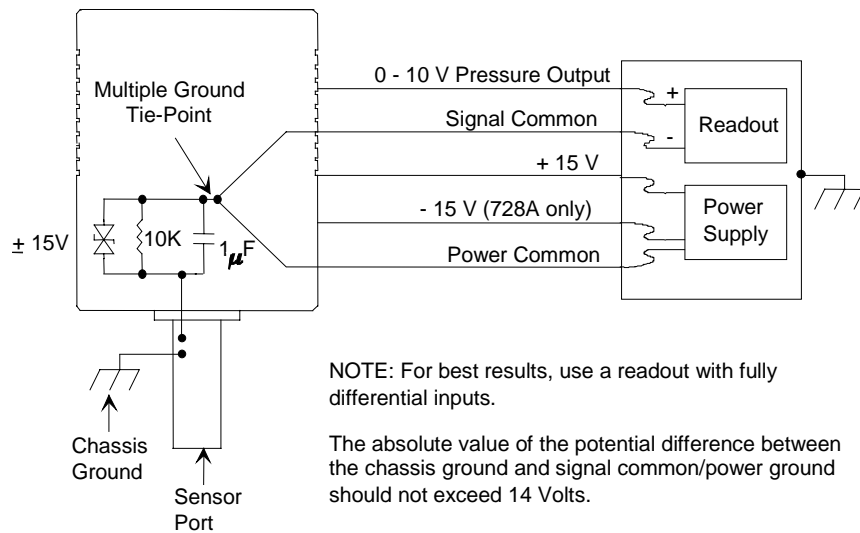 Multiple Ground
Tie-Point
0 - 10 V Pressure Output
Signal Common
+ 15 V
- 15 V (728A only)
Power Common
+
-
Readout
Power
Supply
± 15V
10K
1µF
Chassis
Ground
Sensor
Port
NOTE: For best results, use a readout with fully
differential inputs.
The absolute value of the potential difference between
the chassis ground and signal common/power ground
should not exceed 14 Volts.